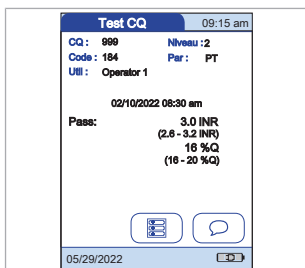 Test CQ 09:15 am
CQ : 999 Niveau :2
Code : 184 Par : PT
Util : Operator 1
02/10/2022 08:30 am
Pass: 3.0 INR
(2.6 - 3.2 INR)
16 %Q
(16 - 20 %Q)
05/29/2022